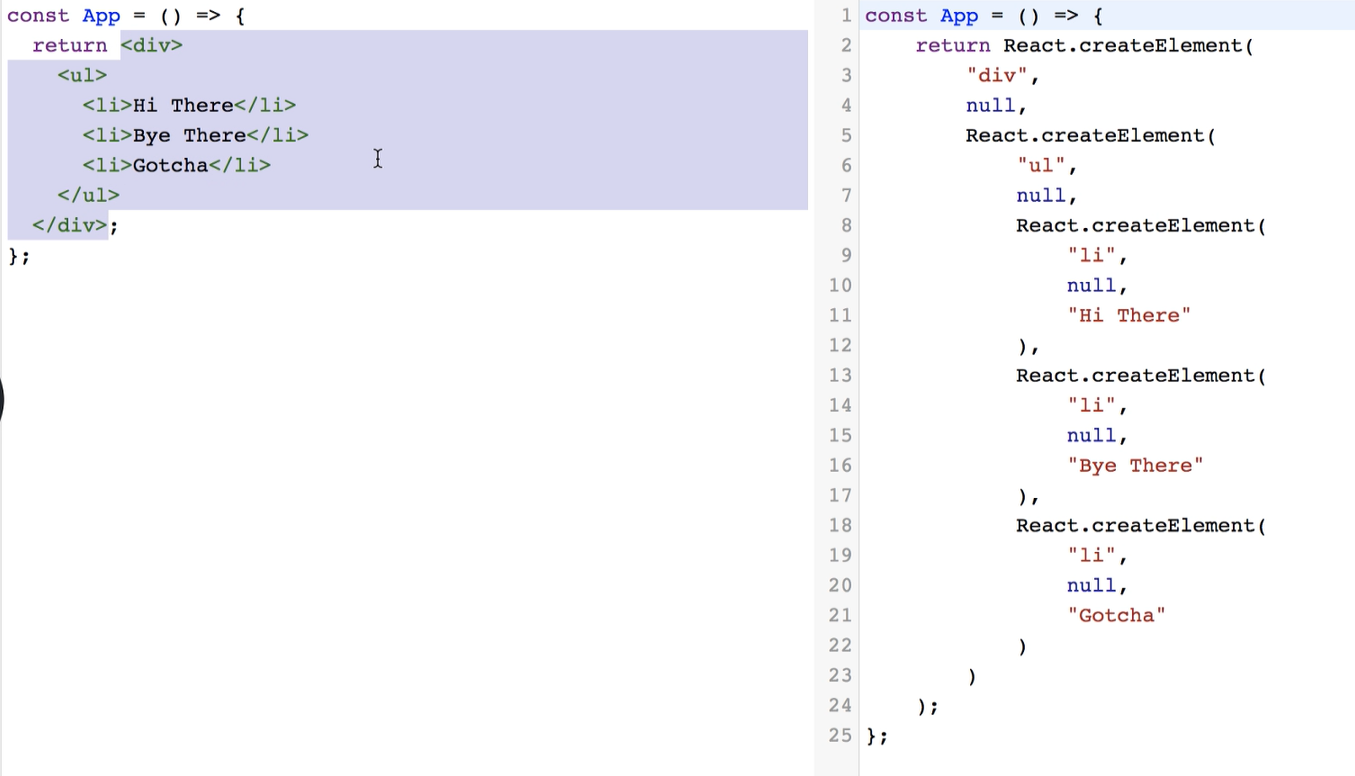 const App = () => {
  return <div>
    <ul>
      <li>Hi There</li>
      <li>Bye There</li>
      <li>Gotcha</li>
    </ul>
  </div>;
};
1 const App = () => {
2     return React.createElement(
3         "div",
4         null,
5         React.createElement(
6             "ul",
7             null,
8             React.createElement(
9                 "li",
10                 null,
11                 "Hi There"
12             ),
13             React.createElement(
14                 "li",
15                 null,
16                 "Bye There"
17             ),
18             React.createElement(
19                 "li",
20                 null,
21                 "Gotcha"
22             )
23         )
24     );
25 };